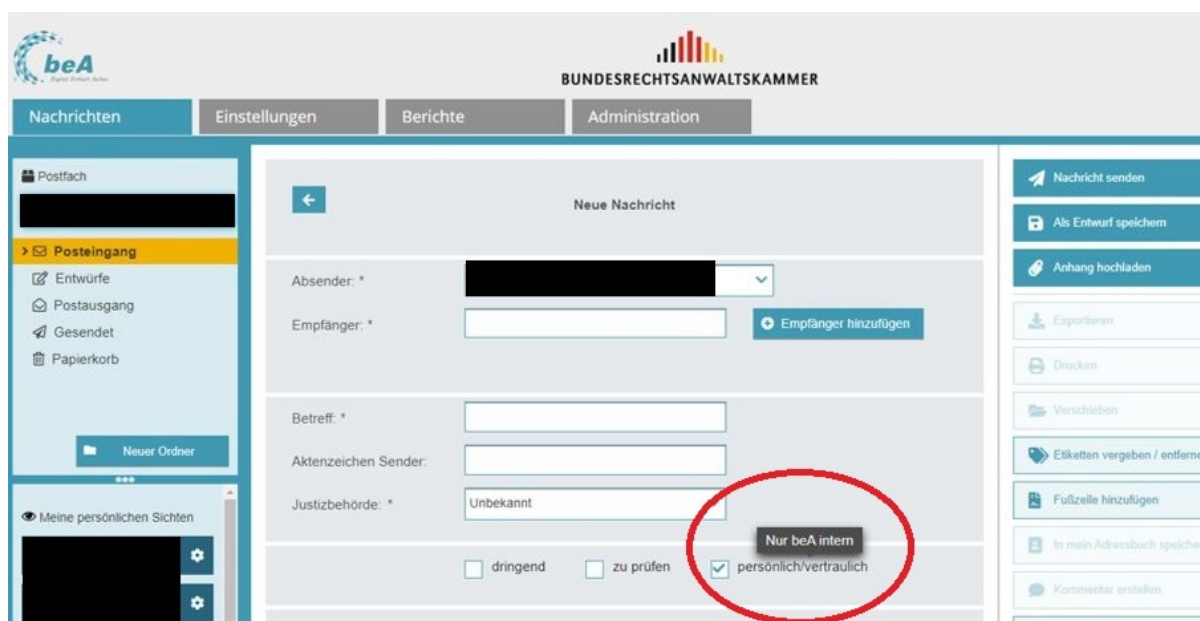 beA
Digital Einfach Sicher
BUNDESRECHTSANWALTSKAMMER
Nachrichten
Einstellungen
Berichte
Administration
Postfach
Posteingang
Entwürfe
Postausgang
Gesendet
Papierkorb
Neuer Ordner
Meine persönlichen Sichten
Neue Nachricht
Absender: *
Empfänger: *
Empfänger hinzufügen
Betreff: *
Aktenzeichen Sender:
Justizbehörde: *
Unbekannt
Nur beA intern
dringend
zu prüfen
persönlich/vertraulich
Nachricht senden
Als Entwurf speichern
Anhang hochladen
Exportieren
Drucken
Verschieben
Etiketten vergeben / entferne
Fußzeile hinzufügen
In mein Adressbuch speiche
Kommentar erstellen